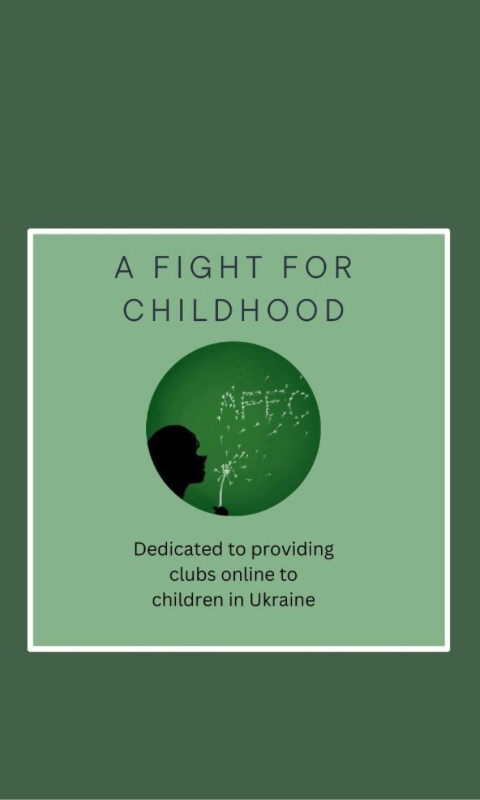 A FIGHT FOR
CHILDHOOD
AFFC
Dedicated to providing
clubs online to
children in Ukraine